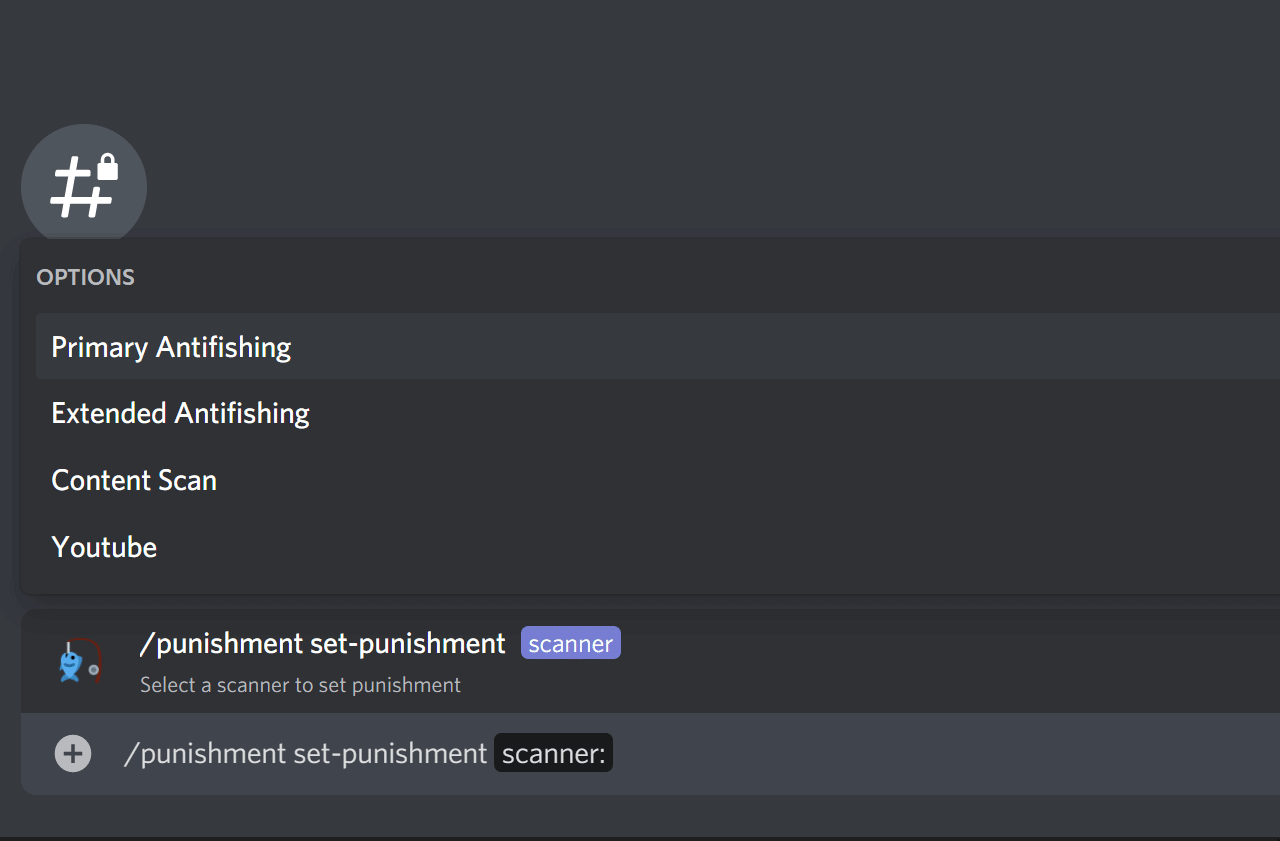 OPTIONS
Primary Antifishing
Extended Antifishing
Content Scan
Youtube
/punishment set-punishment scanner
Select a scanner to set punishment
/punishment set-punishment scanner: